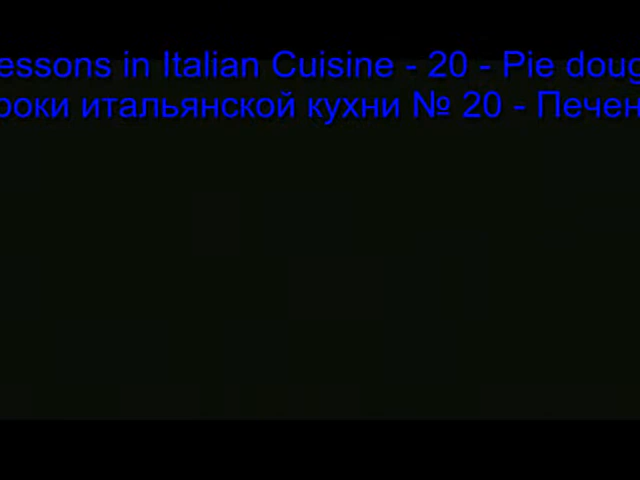 essons in Italian Cuisine - 20 - Pie doug
роки итальянской кухни № 20 - Печен